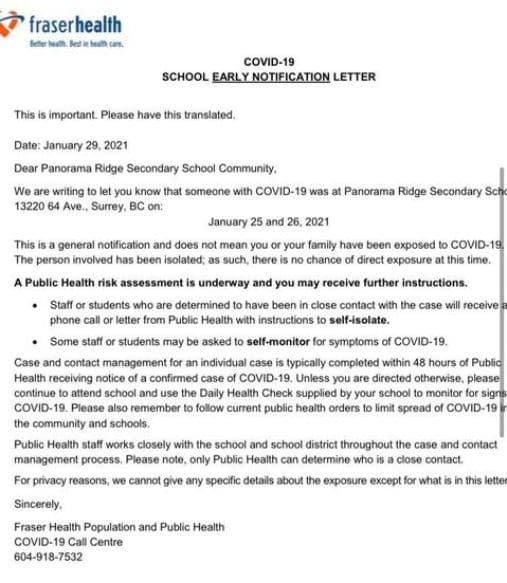 fraserhealth
Better health. Best in health care.
COVID-19
SCHOOL EARLY NOTIFICATION LETTER
This is important. Please have this translated.
Date: January 29, 2021
Dear Panorama Ridge Secondary School Community,
We are writing to let you know that someone with COVID-19 was at Panorama Ridge Secondary Scho
13220 64 Ave., Surrey, BC on:
January 25 and 26, 2021
This is a general notification and does not mean you or your family have been exposed to COVID-19.
The person involved has been isolated; as such, there is no chance of direct exposure at this time.
A Public Health risk assessment is underway and you may receive further instructions.
• Staff or students who are determined to have been in close contact with the case will receive a
phone call or letter from Public Health with instructions to self-isolate.
• Some staff or students may be asked to self-monitor for symptoms of COVID-19.
Case and contact management for an individual case is typically completed within 48 hours of Public
Health receiving notice of a confirmed case of COVID-19. Unless you are directed otherwise, please
continue to attend school and use the Daily Health Check supplied by your school to monitor for signs
COVID-19. Please also remember to follow current public health orders to limit spread of COVID-19 in
the community and schools.
Public Health staff works closely with the school and school district throughout the case and contact
management process. Please note, only Public Health can determine who is a close contact.
For privacy reasons, we cannot give any specific details about the exposure except for what is in this letter
Sincerely,
Fraser Health Population and Public Health
COVID-19 Call Centre
604-918-7532